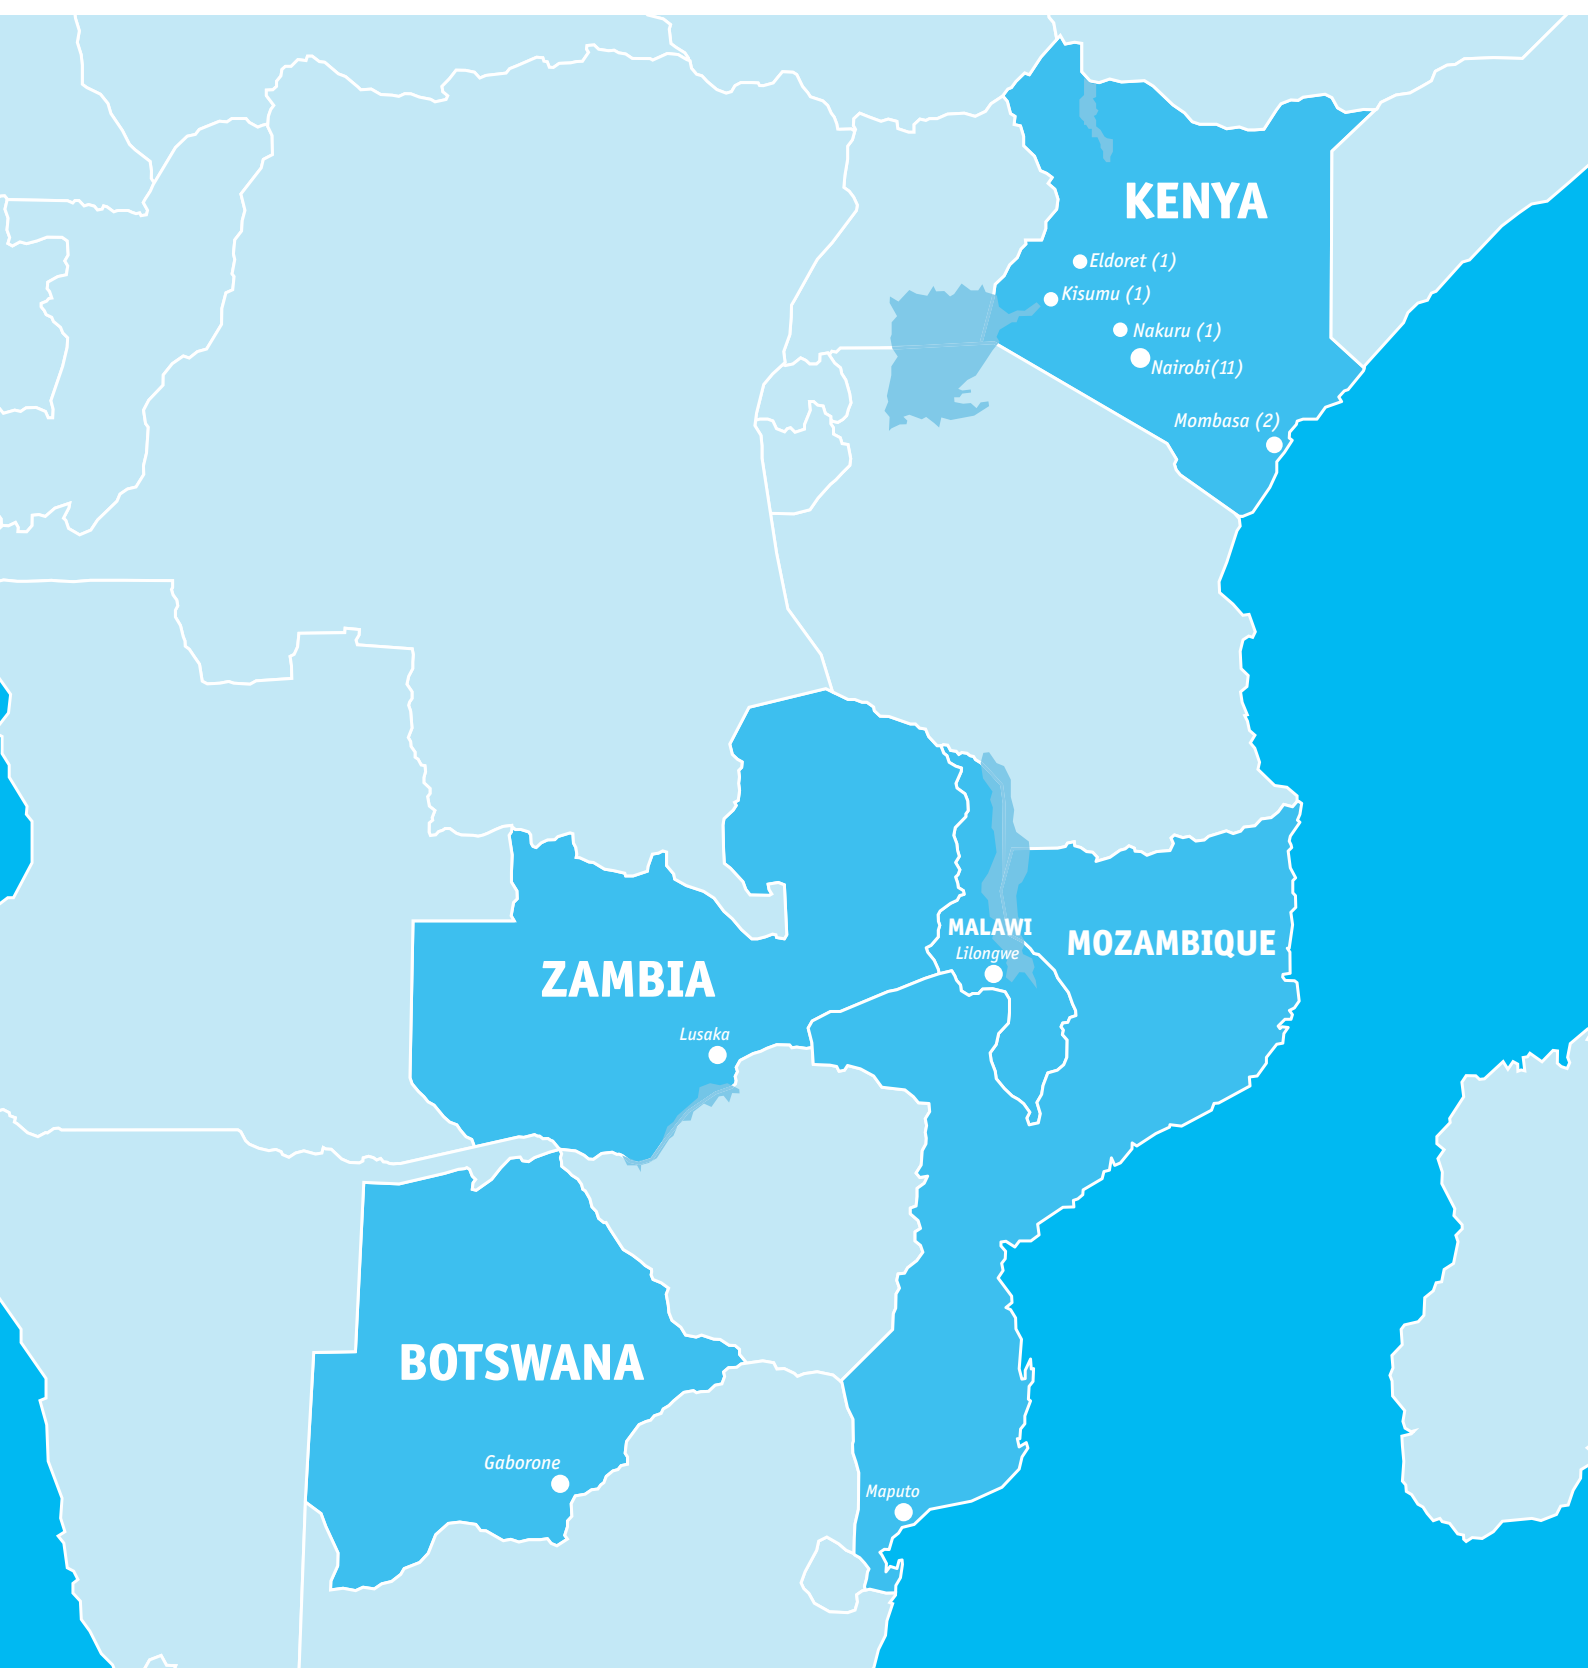 KENYA
Eldoret (1)
Kisumu (1)
Nakuru (1)
Nairobi(11)
Mombasa (2)
MALAWI
Lilongwe
MOZAMBIQUE
ZAMBIA
Lusaka
BOTSWANA
Gaborone
Maputo